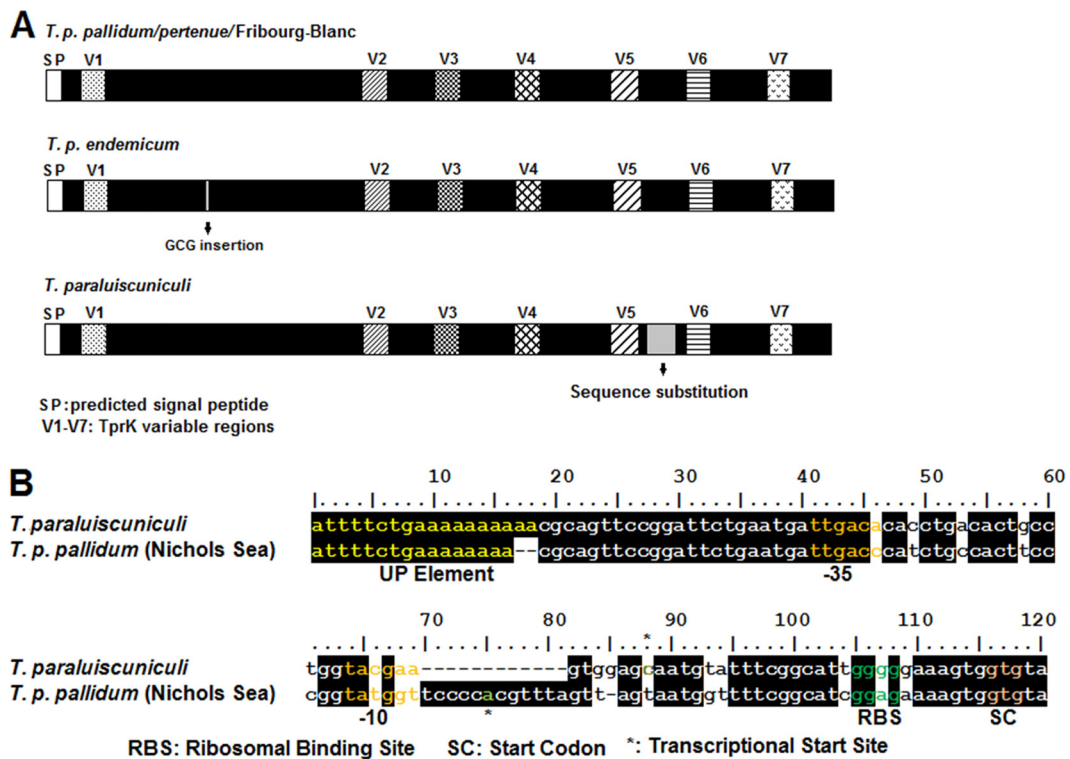 A
T. p. pallidum/pertenue/Fribourg-Blanc
SP V1 V2 V3 V4 V5 V6 V7
T. p. endemicum
SP V1 V2 V3 V4 V5 V6 V7
GCG insertion
T. paraluiscuniculi
SP V1 V2 V3 V4 V5 V6 V7
Sequence substitution
SP:predicted signal peptide
V1-V7: TprK variable regions
B
10 20 30 40 50 60
T. paraluiscuniculi attttctgaaaaaaaaaacgcagttccggattctgaatgattgacacacctgacactgcc
T. p. pallidum (Nichols Sea) attttctgaaaaaaaa--cgcagttccggattctgaatgattgacccatctgccacttcc
UP Element -35
70 80 90 100 110 120
*
T. paraluiscuniculi tggtacgaa------------gtggagcaatgtatttcggcattgggggaaagtggtgta
T. p. pallidum (Nichols Sea) cggtatggttccccacgtttagtt-agtaatggttttcggcatcggagaaaagtggtgta
-10 * RBS SC
RBS: Ribosomal Binding Site SC: Start Codon *: Transcriptional Start Site